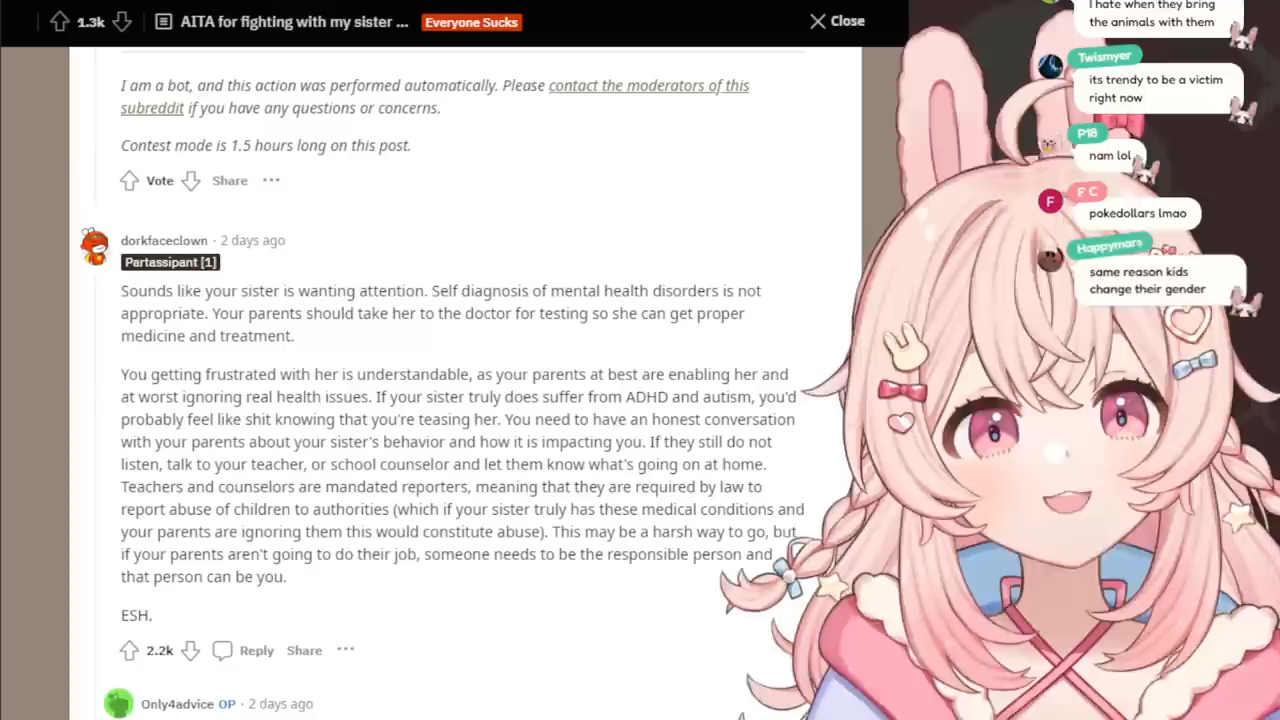 1.3k AITA for fighting with my sister ... Everyone Sucks Close
I am a bot, and this action was performed automatically. Please contact the moderators of this
subreddit if you have any questions or concerns.
Contest mode is 1.5 hours long on this post.
Vote Share
dorkfaceclown · 2 days ago
Partassipant [1]
Sounds like your sister is wanting attention. Self diagnosis of mental health disorders is not
appropriate. Your parents should take her to the doctor for testing so she can get proper
medicine and treatment.
You getting frustrated with her is understandable, as your parents at best are enabling her and
at worst ignoring real health issues. If your sister truly does suffer from ADHD and autism, you'd
probably feel like shit knowing that you're teasing her. You need to have an honest conversation
with your parents about your sister's behavior and how it is impacting you. If they still do not
listen, talk to your teacher, or school counselor and let them know what's going on at home.
Teachers and counselors are mandated reporters, meaning that they are required by law to
report abuse of children to authorities (which if your sister truly has these medical conditions and
your parents are ignoring them this would constitute abuse). This may be a harsh way to go, but
if your parents aren't going to do their job, someone needs to be the responsible person and
that person can be you.
ESH.
2.2k Reply Share
Only4advice OP · 2 days ago
I hate when they bring
the animals with them
Twismyer
its trendy to be a victim
right now
P18
nam lol
F
F C
pokedollars lmao
Happymars
same reason kids
change their gender